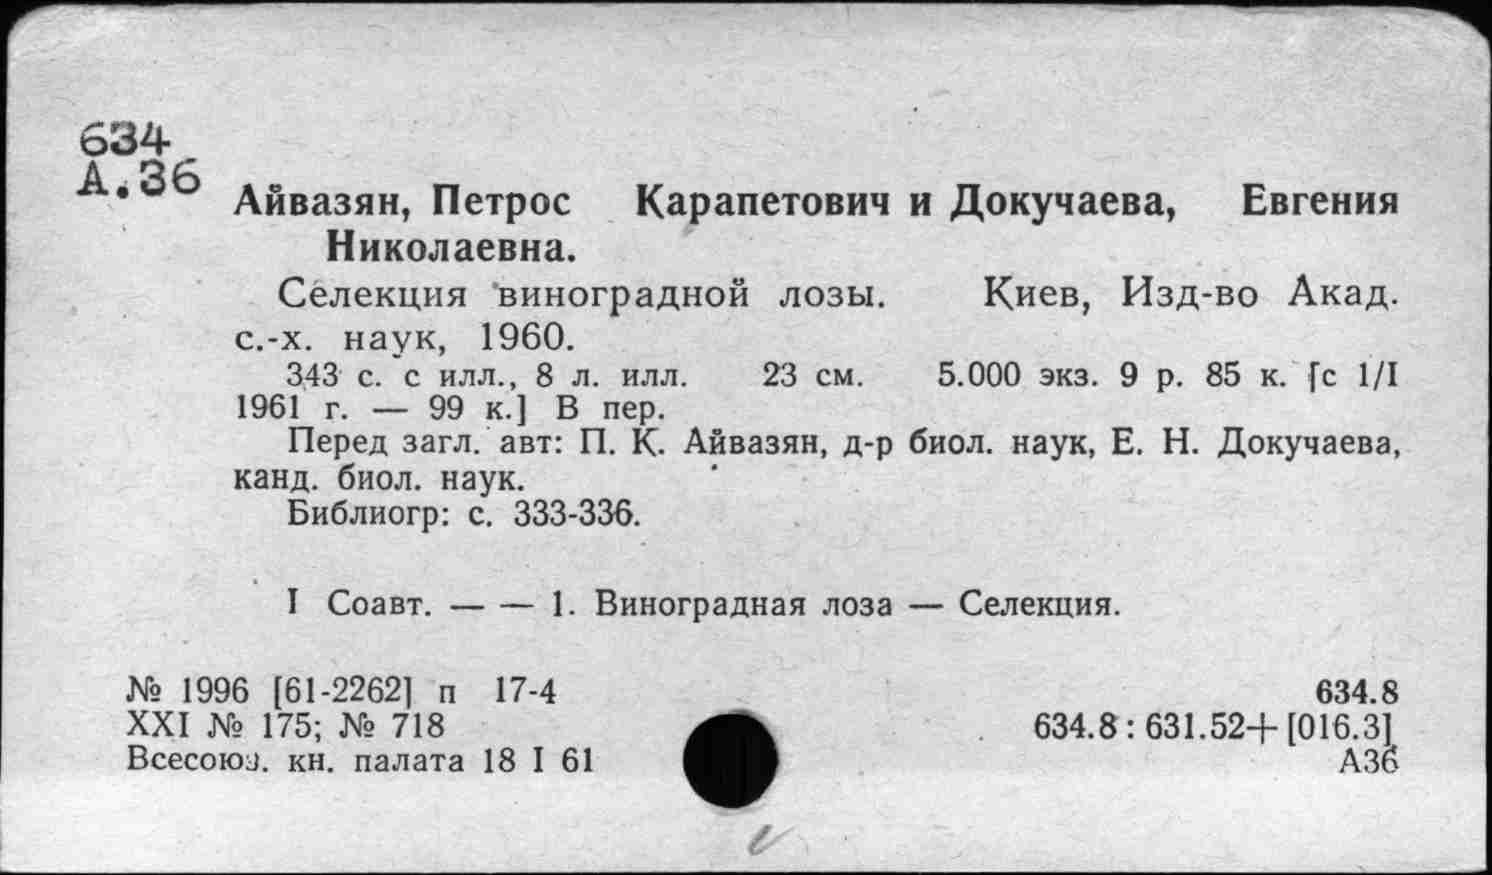 634
А.36
Айвазян, Петрос Карапетович и Докучаева, Евгения
Николаевна.
Селекция виноградной лозы. Киев, Изд-во Акад.
с.-х. наук, 1960.
343 с. с илл., 8 л. илл. 23 см. 5.000 экз. 9 р. 85 к. [с 1/I
1961 г. — 99 к.] В пер.
Перед загл. авт: П. К. Айвазян, д-р биол. наук, Е. Н. Докучаева,
канд. биол. наук.
Библиогр: с. 333-336.
I Соавт. — — 1. Виноградная лоза — Селекция.
№ 1996 [61-2262] п 17-4
XXI № 175; № 718
Всесоюз. кн. палата 18 I 61
634.8
634.8 : 631.52+[016.3]
А36